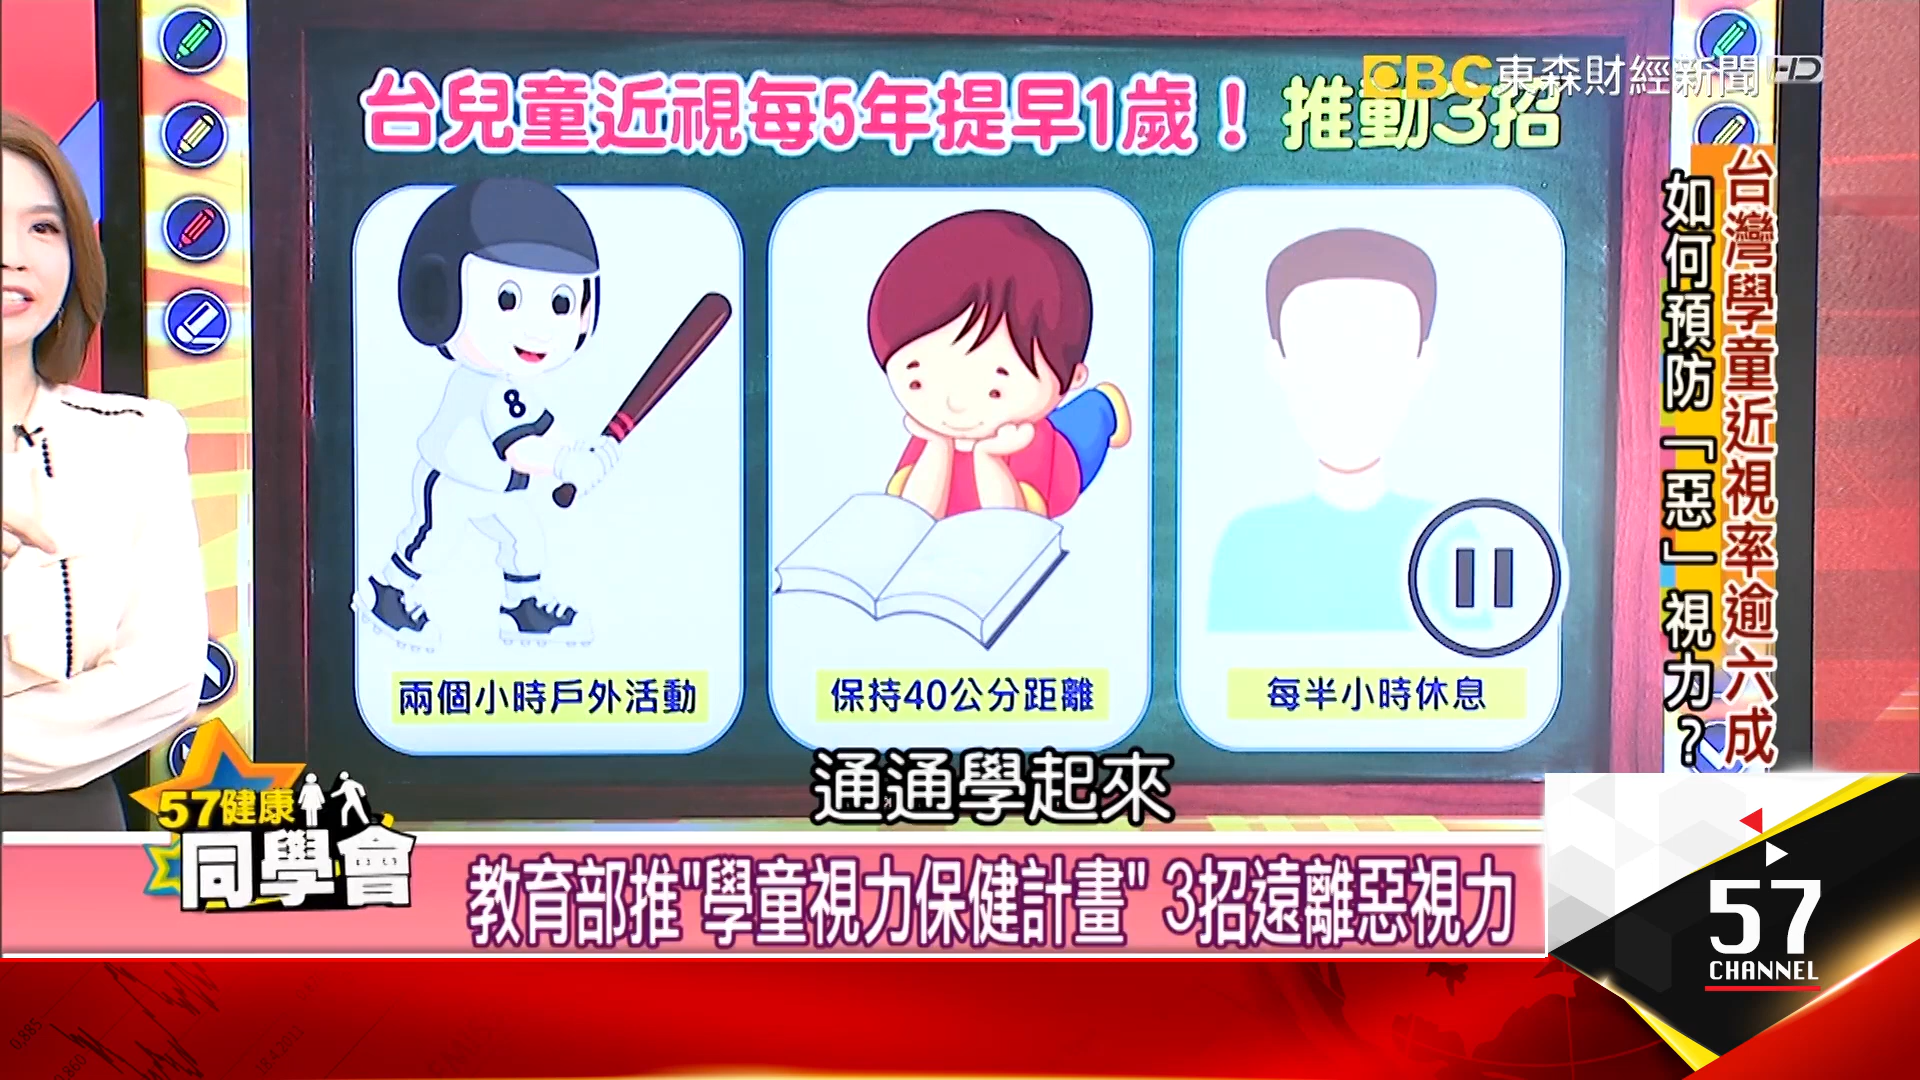 EBC東森財經新聞HD
台兒童近視每5年提早1歲！ 推動3招
台灣學童近視率逾六成
如何預防「惡」視力？
8
兩個小時戶外活動
保持40公分距離
每半小時休息
通通學起來
57健康
同學會
教育部推"學童視力保健計畫" 3招遠離惡視力
57
CHANNEL